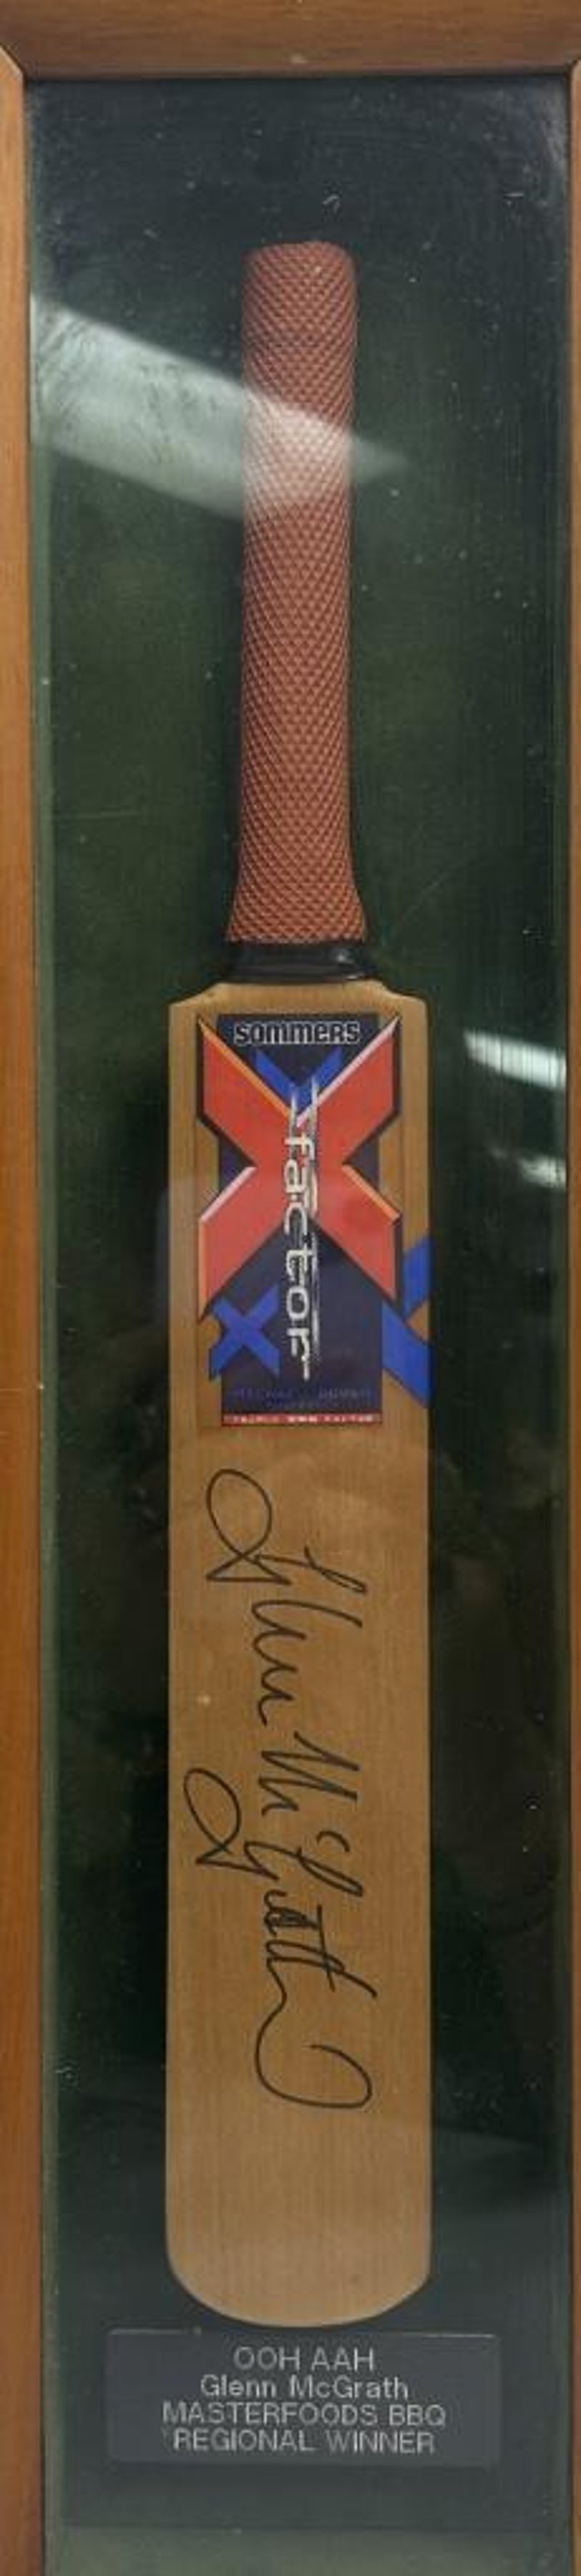 SOMMERS
X factor
X
Glenn McGrath
OOH AAH
Glenn McGrath
MASTERFOODS BBQ
REGIONAL WINNER